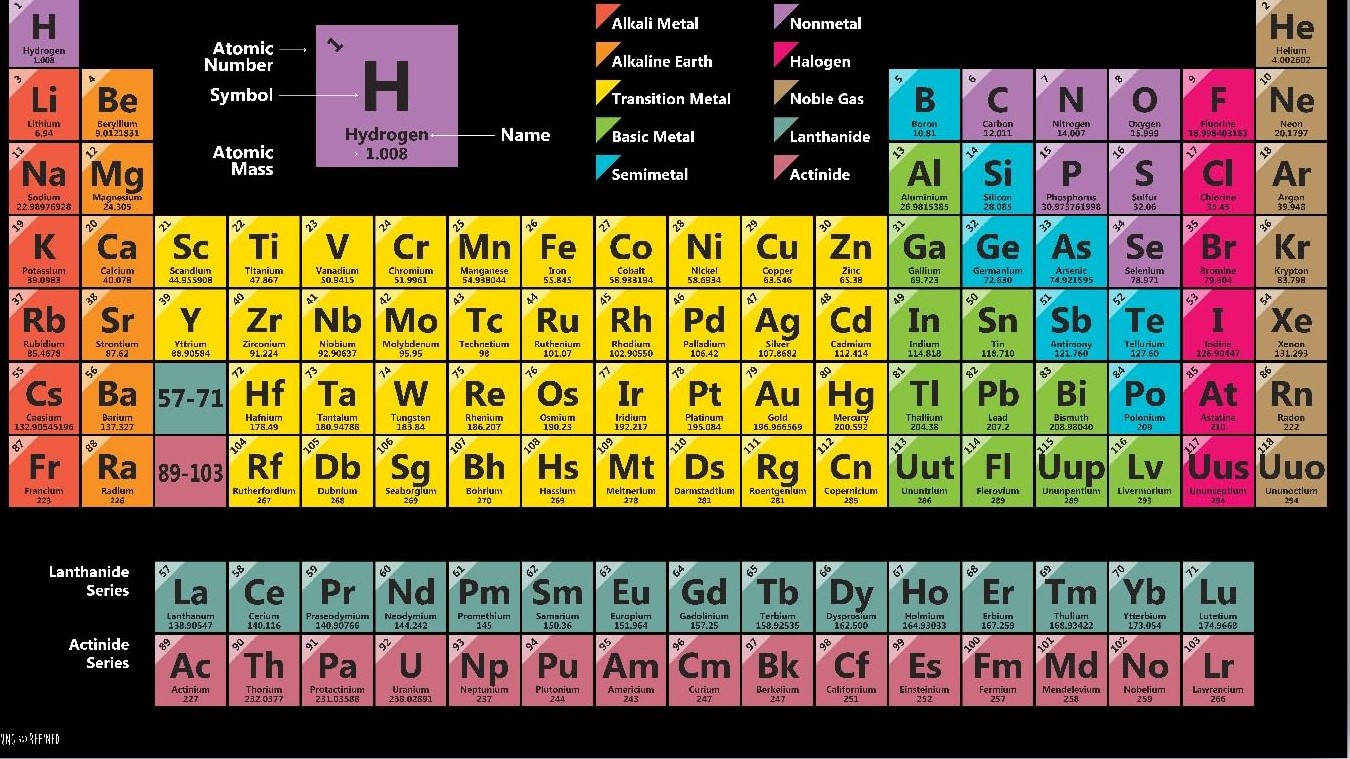 1 2
H He
Hydrogen Helium
1.008 4.002602
Atomic
Number
Symbol
Atomic
Mass
1
H
Hydrogen
1.008
Name
Alkali Metal
Alkaline Earth
Transition Metal
Basic Metal
Semimetal
Nonmetal
Halogen
Noble Gas
Lanthanide
Actinide
3 4 5 6 7 8 9 10
Li Be B C N O F Ne
Lithium Beryllium Boron Carbon Nitrogen Oxygen Fluorine Neon
6.94 9.0121831 10.81 12.011 14.007 15.999 18.998403163 20.1797
11 12 13 14 15 16 17 18
Na Mg Al Si P S Cl Ar
Sodium Magnesium Aluminium Silicon Phosphorus Sulfur Chlorine Argon
22.98976928 24.305 26.9815385 28.085 30.973761998 32.06 35.45 39.948
19 20 21 22 23 24 25 26 27 28 29 30 31 32 33 34 35 36
K Ca Sc Ti V Cr Mn Fe Co Ni Cu Zn Ga Ge As Se Br Kr
Potassium Calcium Scandium Titanium Vanadium Chromium Manganese Iron Cobalt Nickel Copper Zinc Gallium Germanium Arsenic Selenium Bromine Krypton
39.0983 40.078 44.955908 47.867 50.9415 51.9961 54.938044 55.845 58.933194 58.6934 63.546 65.38 69.723 72.630 74.921595 78.971 79.904 83.798
37 38 39 40 41 42 43 44 45 46 47 48 49 50 51 52 53 54
Rb Sr Y Zr Nb Mo Tc Ru Rh Pd Ag Cd In Sn Sb Te I Xe
Rubidium Strontium Yttrium Zirconium Niobium Molybdenum Technetium Ruthenium Rhodium Palladium Silver Cadmium Indium Tin Antimony Tellurium Iodine Xenon
85.4678 87.62 88.90584 91.224 92.90637 95.95 98 101.07 102.90550 106.42 107.8682 112.414 114.818 118.710 121.760 127.60 126.90447 131.293
55 56 72 73 74 75 76 77 78 79 80 81 82 83 84 85 86
Cs Ba 57-71 Hf Ta W Re Os Ir Pt Au Hg Tl Pb Bi Po At Rn
Caesium Barium Hafnium Tantalum Tungsten Rhenium Osmium Iridium Platinum Gold Mercury Thallium Lead Bismuth Polonium Astatine Radon
132.90545196 137.327 178.49 180.94788 183.84 186.207 190.23 192.217 195.084 196.966569 200.592 204.38 207.2 208.98040 209 210 222
87 88 104 105 106 107 108 109 110 111 112 113 114 115 116 117 118
Fr Ra 89-103 Rf Db Sg Bh Hs Mt Ds Rg Cn Uut Fl Uup Lv Uus Uuo
Francium Radium Rutherfordium Dubnium Seaborgium Bohrium Hassium Meitnerium Darmstadtium Roentgenium Copernicium Ununtrium Flerovium Ununpentium Livermorium Ununseptium Ununoctium
223 226 267 268 269 270 269 278 281 281 285 286 289 289 293 294 294
Lanthanide
Series
57 58 59 60 61 62 63 64 65 66 67 68 69 70 71
La Ce Pr Nd Pm Sm Eu Gd Tb Dy Ho Er Tm Yb Lu
Lanthanum Cerium Praseodymium Neodymium Promethium Samarium Europium Gadolinium Terbium Dysprosium Holmium Erbium Thulium Ytterbium Lutetium
138.90547 140.116 140.90766 144.242 145 150.36 151.964 157.25 158.92535 162.500 164.93033 167.259 168.93422 173.054 174.9668
Actinide
Series
89 90 91 92 93 94 95 96 97 98 99 100 101 102 103
Ac Th Pa U Np Pu Am Cm Bk Cf Es Fm Md No Lr
Actinium Thorium Protactinium Uranium Neptunium Plutonium Americium Curium Berkelium Californium Einsteinium Fermium Mendelevium Nobelium Lawrencium
227 232.0377 231.03588 238.02891 237 244 243 247 247 251 252 257 258 259 266
REFINED